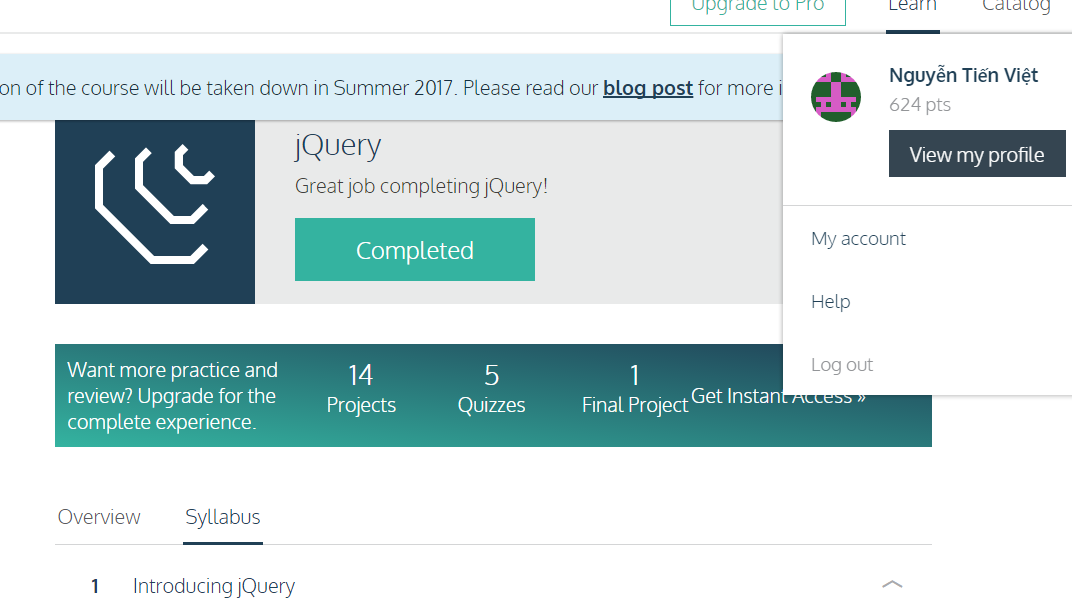 Upgrade to Pro
Learn
Catalog
on of the course will be taken down in Summer 2017. Please read our blog post for more i
Nguyễn Tiến Việt
624 pts
View my profile
My account
Help
Log out
jQuery
Great job completing jQuery!
Completed
Want more practice and
review? Upgrade for the
complete experience.
14
Projects
5
Quizzes
1
Final Project
Get Instant Access »
Overview
Syllabus
1 Introducing jQuery